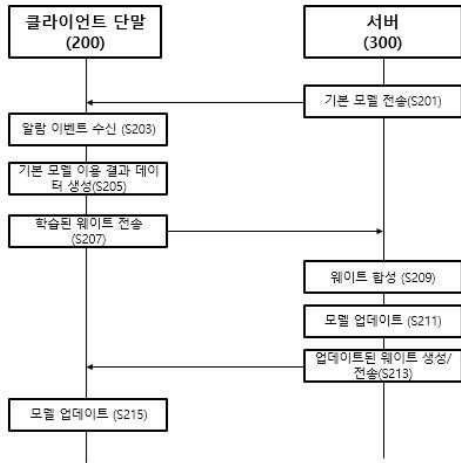 클라이언트 단말
(200)
서버
(300)
기본 모델 전송(S201)
알람 이벤트 수신 (S203)
기본 모델 이용 결과 데이
터 생성(S205)
학습된 웨이트 전송
(S207)
웨이트 합성 (S209)
모델 업데이트 (S211)
업데이트된 웨이트 생성/
전송(S213)
모델 업데이트 (S215)